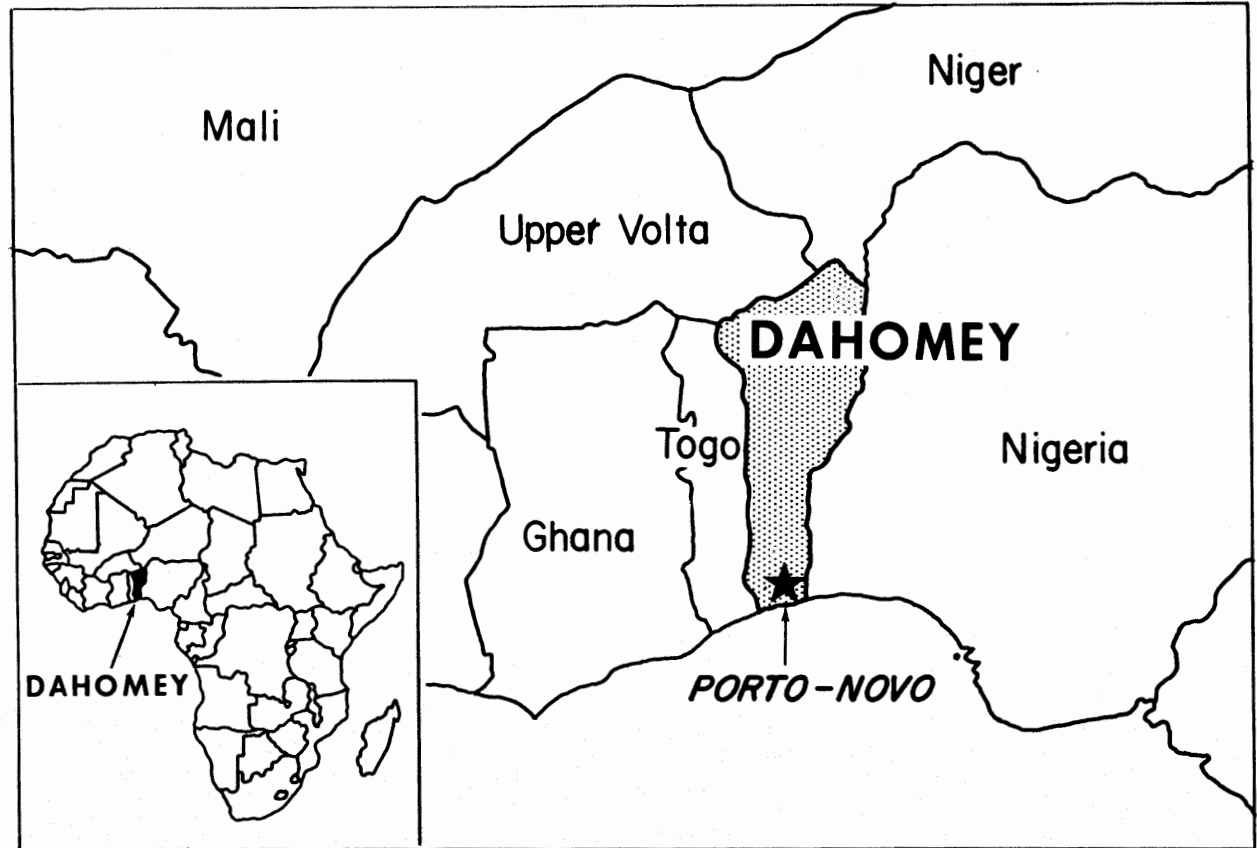 Niger
Mali
Upper Volta
DAHOMEY
Togo
Nigeria
Ghana
DAHOMEY
PORTO-NOVO